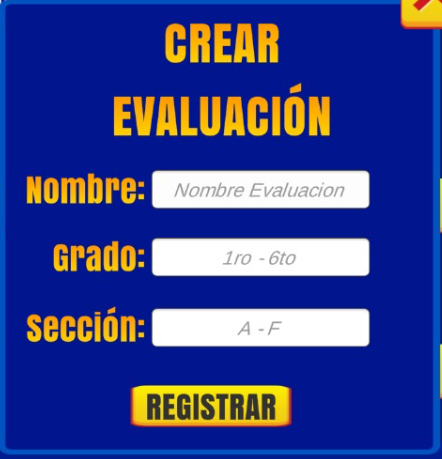 CREAR
EVALUACIÓN
Nombre: Nombre Evaluacion
Grado: 1ro - 6to
Sección: A - F
REGISTRAR